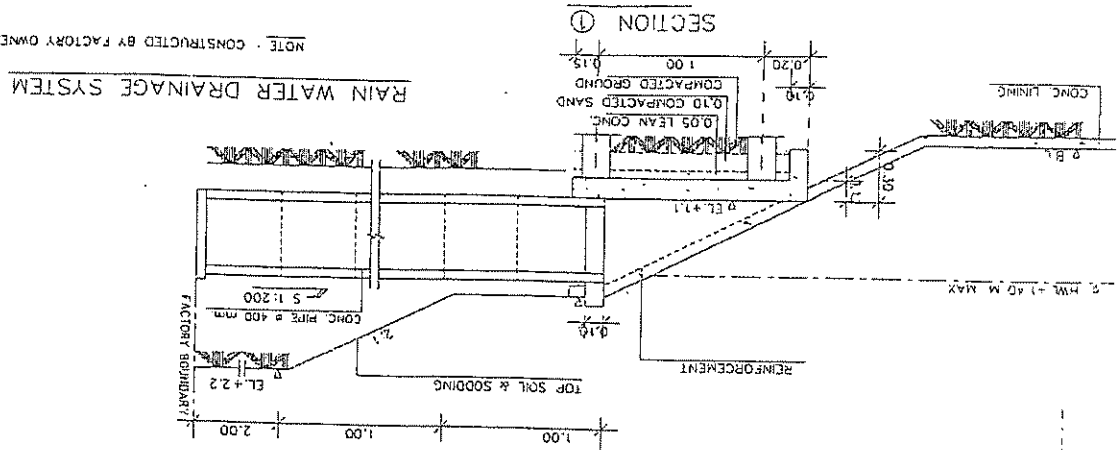 1.00 1.00 2.00
TOP SOIL & SODDING
EL.+2.2
FACTORY BOUNDARY
REINFORCEMENT
0.10
2:1
CONC. PIPE ø 400 mm.
S 1:200
HWL +1.40 M. MAX
EL.+1.1
0.30
0.05 LEAN CONC.
0.10 COMPACTED SAND
COMPACTED GROUND
CONC. LINING
0.10
0.20 1.00 0.15
SECTION 1
RAIN WATER DRAINAGE SYSTEM
NOTE · CONSTRUCTED BY FACTORY OWNE